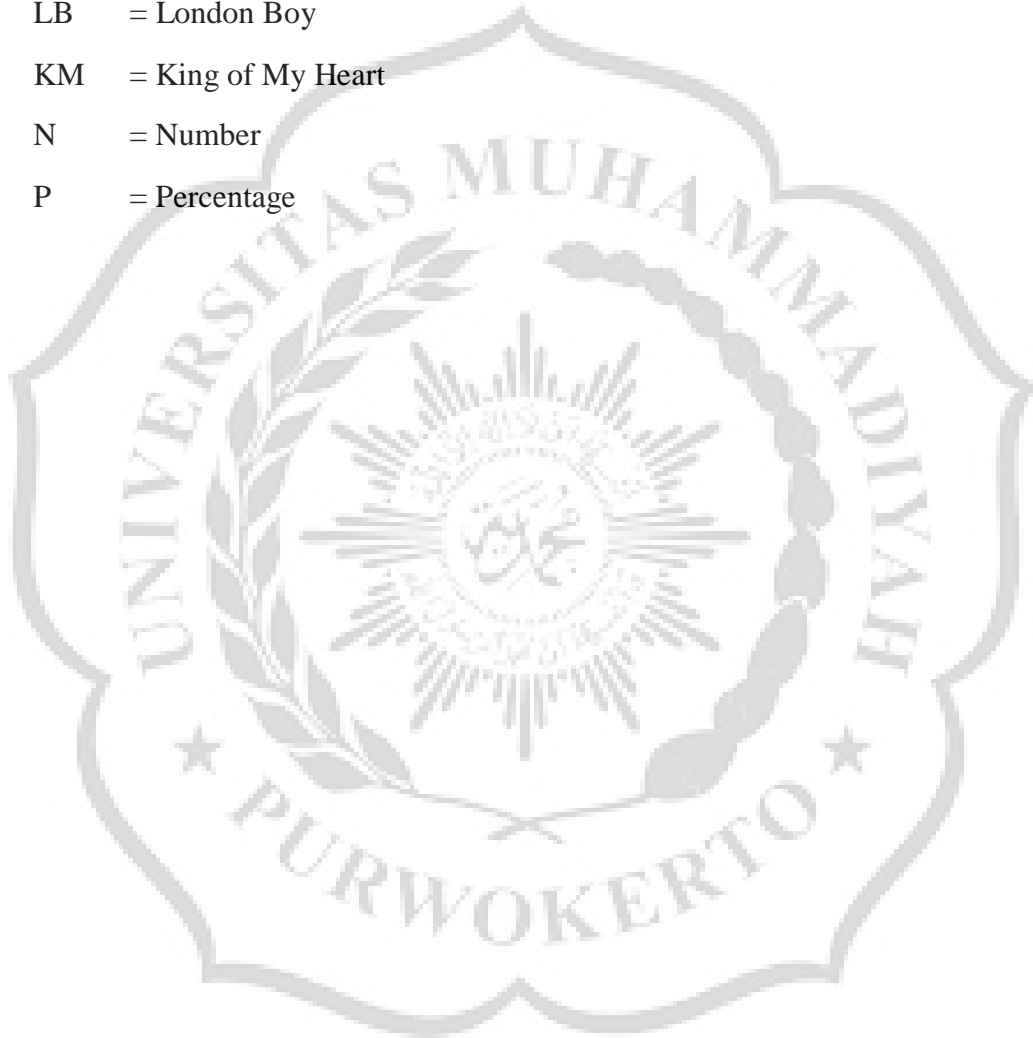 LB = London Boy
KM = King of My Heart
N = Number
P = Percentage
UNIVERSITAS MUHAMMADIYAH
PURWOKERTO